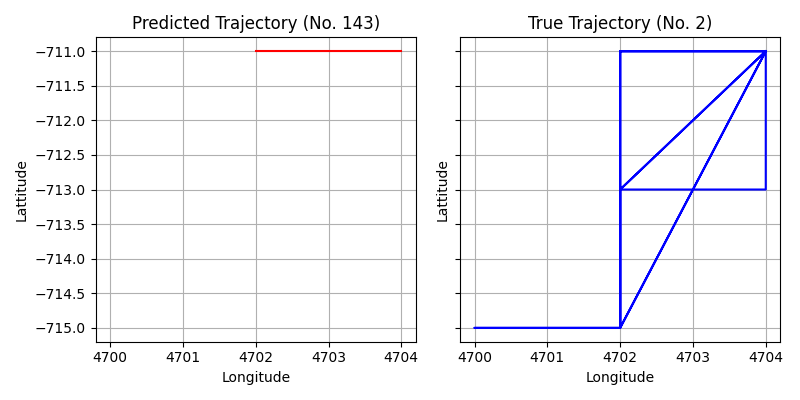 Predicted Trajectory (No. 143)
−711.0
−711.5
−712.0
−712.5
−713.0
−713.5
−714.0
−714.5
−715.0
Lattitude
4700 4701 4702 4703 4704
Longitude
True Trajectory (No. 2)
Lattitude
4700 4701 4702 4703 4704
Longitude